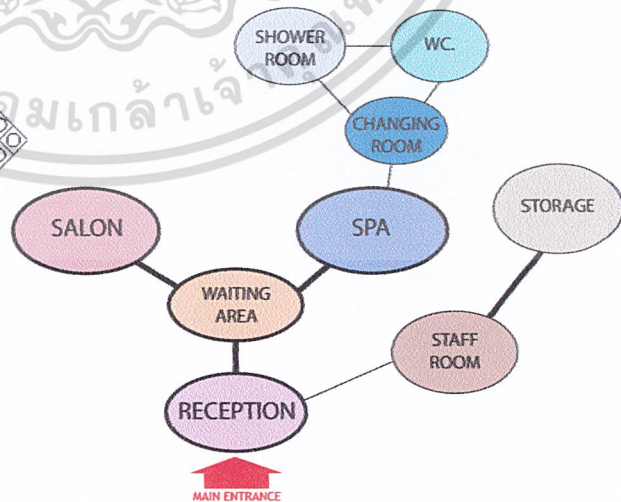 SHOWER
ROOM
WC.
CHANGING
ROOM
SALON
SPA
STORAGE
WAITING
AREA
STAFF
ROOM
RECEPTION
MAIN ENTRANCE